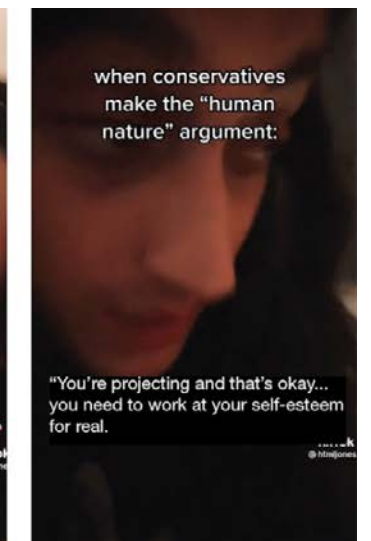 when conservatives
make the “human
nature” argument:
“You’re projecting and that’s okay...
you need to work at your self-esteem
for real.
@htmljones